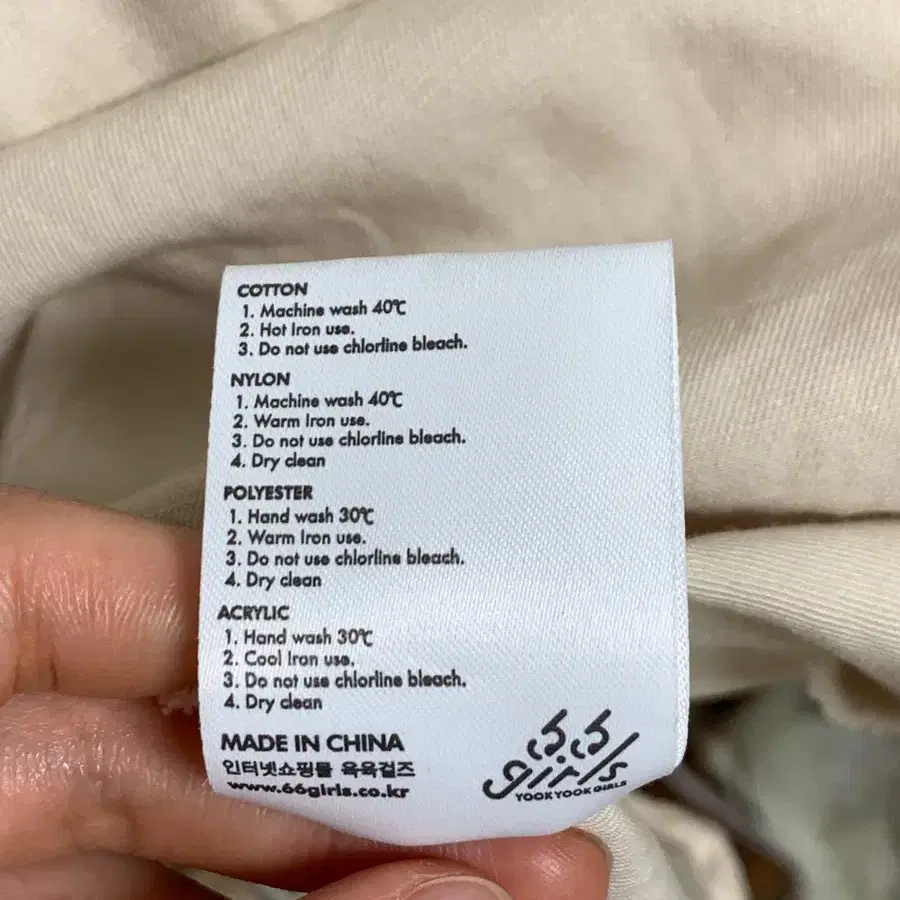 COTTON
1. Machine wash 40℃
2. Hot Iron use.
3. Do not use chlorline bleach.
NYLON
1. Machine wash 40℃
2. Warm Iron use.
3. Do not use chlorline bleach.
4. Dry clean
POLYESTER
1. Hand wash 30℃
2. Warm Iron use.
3. Do not use chlorline bleach.
4. Dry clean
ACRYLIC
1. Hand wash 30℃
2. Cool Iron use.
3. Do not use chlorline bleach.
4. Dry clean
MADE IN CHINA
인터넷쇼핑몰 육육걸즈
www.66girls.co.kr
66
girls
YOOKYOOK GIRLS